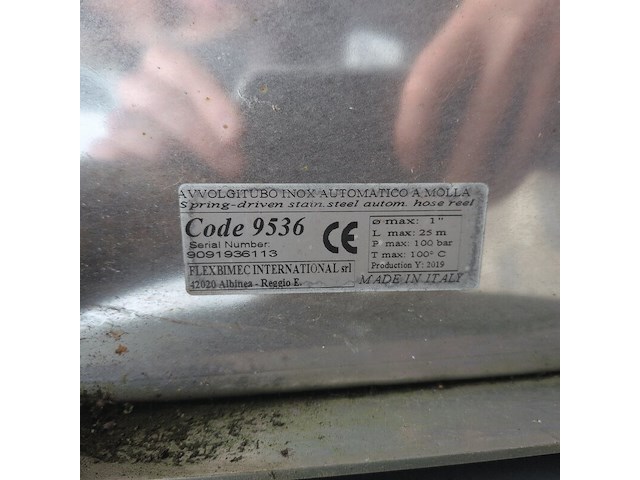 AVVOLGITUBO INOX AUTOMATICO A MOLLA
Spring-driven stain.steel autom. hose reel
Code 9536
Serial Number:
9091936113
CE
FLEXBIMEC INTERNATIONAL srl
42020 Albinea - Reggio E.
ø max: 1"
L max: 25 m
P max: 100 bar
T max: 100° C
Production Y: 2019
MADE IN ITALY